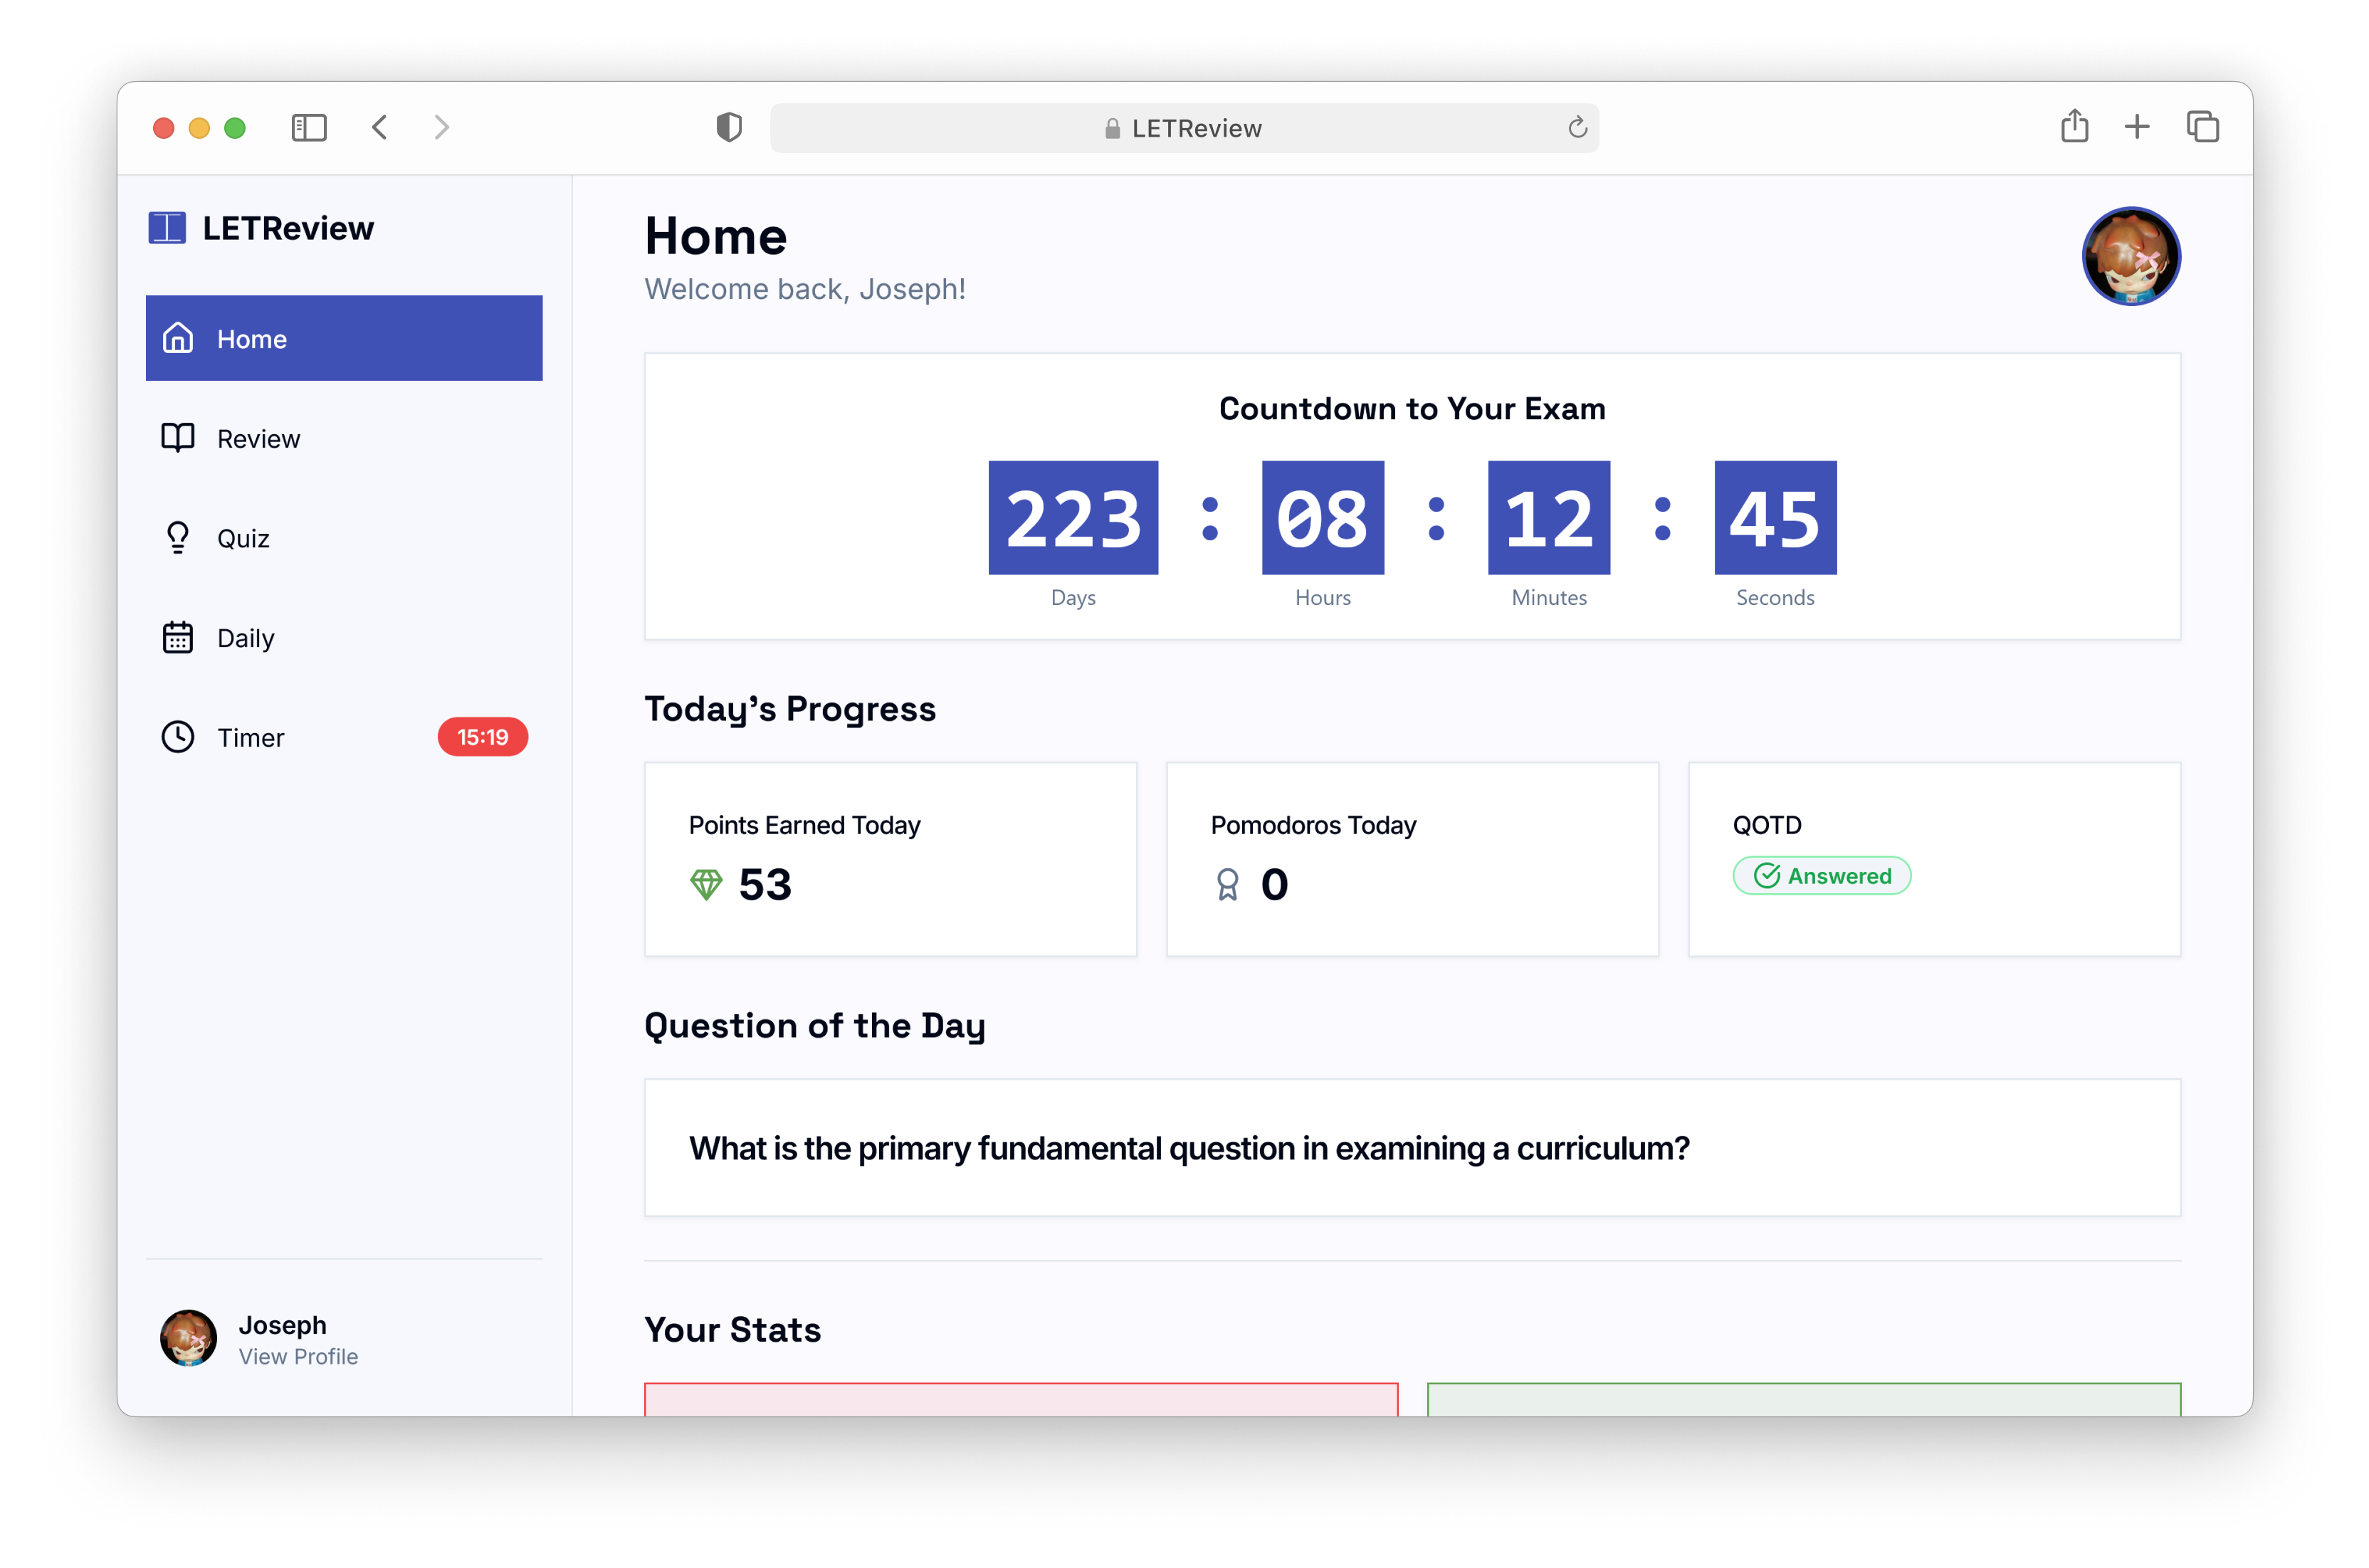 LETReview
LETReview
Home
Review
Quiz
Daily
Timer
15:19
Joseph
View Profile
Home
Welcome back, Joseph!
Countdown to Your Exam
223 : 08 : 12 : 45
Days Hours Minutes Seconds
Today's Progress
Points Earned Today
53
Pomodoros Today
0
QOTD
Answered
Question of the Day
What is the primary fundamental question in examining a curriculum?
Your Stats